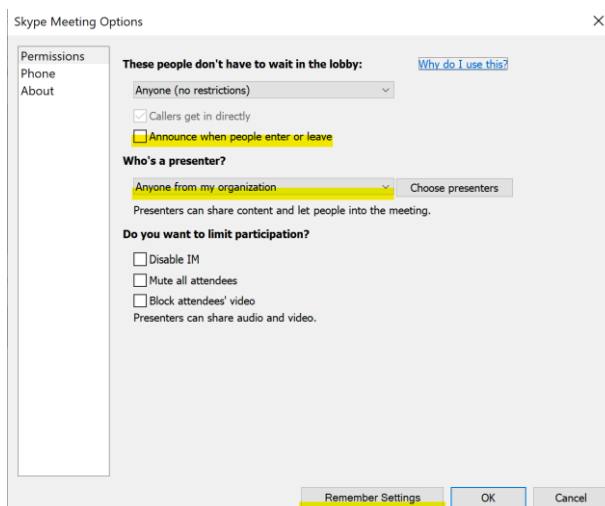 Skype Meeting Options
Permissions
Phone
About
These people don't have to wait in the lobby:
Why do I use this?
Anyone (no restrictions)
Callers get in directly
Announce when people enter or leave
Who's a presenter?
Anyone from my organization
Choose presenters
Presenters can share content and let people into the meeting.
Do you want to limit participation?
Disable IM
Mute all attendees
Block attendees' video
Presenters can share audio and video.
Remember Settings
OK
Cancel